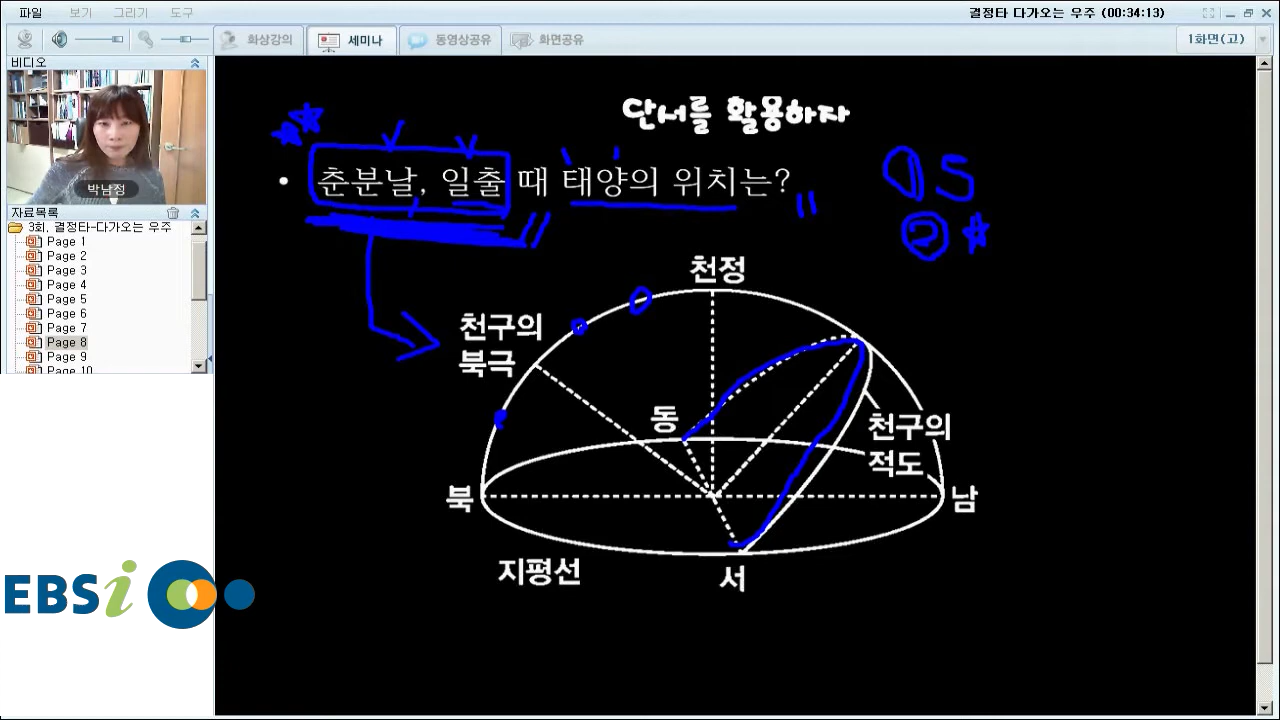 파일 보기 그리기 도구
결정타 다가오는 우주 (00:34:13)
화상강의 세미나 동영상공유 화면공유
1화면(고)
비디오
박남정
자료목록
3회. 결정타-다가오는 우주
Page 1
Page 2
Page 3
Page 4
Page 5
Page 6
Page 7
Page 8
Page 9
Page 10
EBSi
단서를 활용하자
• 춘분날, 일출 때 태양의 위치는?
천정
천구의
북극
동
천구의
적도
북
남
지평선
서